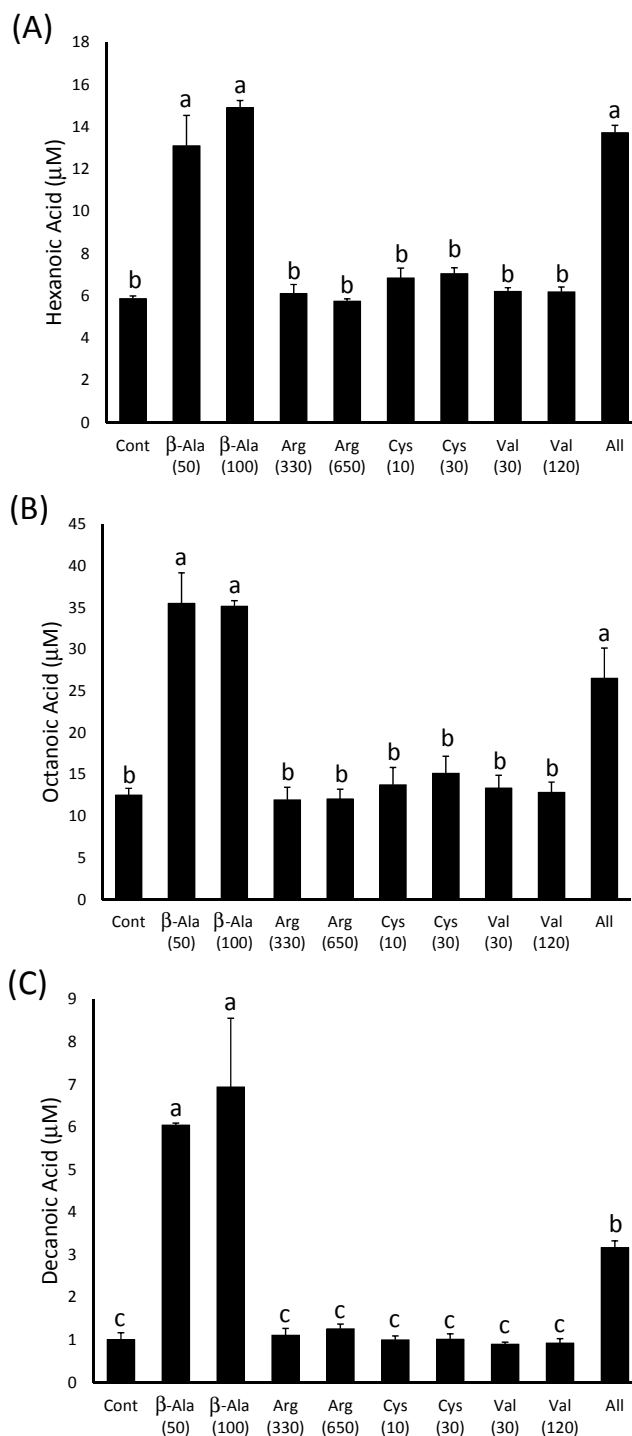 (A)
18
16
14
12
10
8
6
4
2
0
Hexanoic Acid (μM)
b
a
a
b
b
b
b
b
b
a
Cont β-Ala β-Ala Arg Arg Cys Cys Val Val All
(50) (100) (330) (650) (10) (30) (30) (120)
(B)
45
40
35
30
25
20
15
10
5
0
Octanoic Acid (μM)
b
a
a
b
b
b
b
b
b
a
Cont β-Ala β-Ala Arg Arg Cys Cys Val Val All
(50) (100) (330) (650) (10) (30) (30) (120)
(C)
9
8
7
6
5
4
3
2
1
0
Decanoic Acid (μM)
c
a
a
c
c
c
c
c
c
b
Cont β-Ala β-Ala Arg Arg Cys Cys Val Val All
(50) (100) (330) (650) (10) (30) (30) (120)